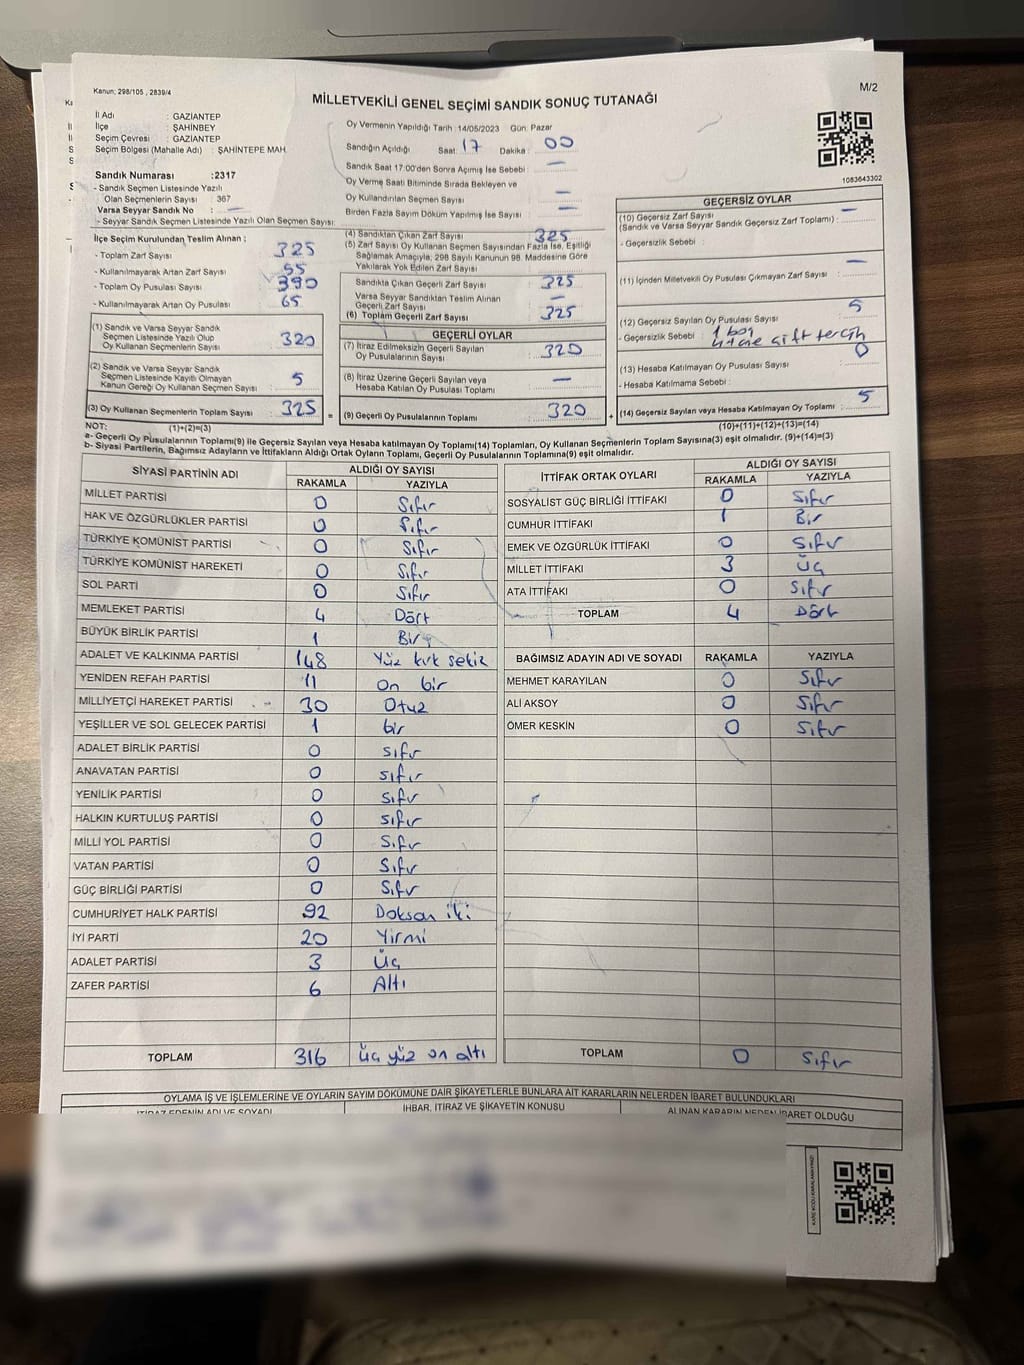 Kanun: 298/105 , 2839/4
M/2
MİLLETVEKİLİ GENEL SEÇİMİ SANDIK SONUÇ TUTANAĞI
İl Adı : GAZİANTEP
İlçe : ŞAHİNBEY
Seçim Çevresi : GAZİANTEP
Seçim Bölgesi (Mahalle Adı) : ŞAHİNTEPE MAH.
Sandık Numarası :2317
- Sandık Seçmen Listesinde Yazılı
Olan Seçmenlerin Sayısı : 367
Varsa Seyyar Sandık No : —
- Seyyar Sandık Seçmen Listesinde Yazılı Olan Seçmen Sayısı:
Oy Vermenin Yapıldığı Tarih :14/05/2023 Gün: Pazar
Sandığın Açıldığı Saat: 17 Dakika: 00
Sandık Saat 17:00'den Sonra Açılmış İse Sebebi : —
Oy Verme Saati Bitiminde Sırada Bekleyen ve
Oy Kullandırılan Seçmen Sayısı : —
Birden Fazla Sayım Döküm Yapılmış İse Sayısı : —
1083643302
İlçe Seçim Kurulundan Teslim Alınan :
- Toplam Zarf Sayısı 325
- Kullanılmayarak Artan Zarf Sayısı : 55
- Toplam Oy Pusulası Sayısı : 390
- Kullanılmayarak Artan Oy Pusulası : 65
(1) Sandık ve Varsa Seyyar Sandık
Seçmen Listesinde Yazılı Olup
Oy Kullanan Seçmenlerin Sayısı : 320
(2) Sandık ve Varsa Seyyar Sandık
Seçmen Listesinde Kayıtlı Olmayan
Kanun Gereği Oy Kullanan Seçmen Sayısı : 5
(3) Oy Kullanan Seçmenlerin Toplam Sayısı : 325 =
(4) Sandıktan Çıkan Zarf Sayısı : 325
(5) Zarf Sayısı Oy Kullanan Seçmen Sayısından Fazla İse, Eşitliği
Sağlamak Amacıyla, 298 Sayılı Kanunun 98. Maddesine Göre
Yakılarak Yok Edilen Zarf Sayısı :
Sandıkta Çıkan Geçerli Zarf Sayısı : 325
Varsa Seyyar Sandıktan Teslim Alınan
Geçerli Zarf Sayısı : —
(6) Toplam Geçerli Zarf Sayısı : 325
GEÇERLİ OYLAR
(7) İtiraz Edilmeksizin Geçerli Sayılan
Oy Pusulalarının Sayısı : 320
(8) İtiraz Üzerine Geçerli Sayılan veya
Hesaba Katılan Oy Pusulası Toplamı : —
(9) Geçerli Oy Pusulalarının Toplamı : 320 +
GEÇERSİZ OYLAR
(10) Geçersiz Zarf Sayısı —
(Sandık ve Varsa Seyyar Sandık Geçersiz Zarf Toplamı) :
- Geçersizlik Sebebi :
(11) İçinden Milletvekili Oy Pusulası Çıkmayan Zarf Sayısı : —
(12) Geçersiz Sayılan Oy Pusulası Sayısı : 5
- Geçersizlik Sebebi : 1 boş
4 tane çift tercih
(13) Hesaba Katılmayan Oy Pusulası Sayısı : 0
- Hesaba Katılmama Sebebi :
(14) Geçersiz Sayılan veya Hesaba Katılmayan Oy Toplamı : 5
NOT: (1)+(2)=(3) (10)+(11)+(12)+(13)=(14)
a- Geçerli Oy Pusulalarının Toplamı(9) ile Geçersiz Sayılan veya Hesaba katılmayan Oy Toplamı(14) Toplamları, Oy Kullanan Seçmenlerin Toplam Sayısına(3) eşit olmalıdır. (9)+(14)=(3)
b- Siyasi Partilerin, Bağımsız Adayların ve İttifakların Aldığı Ortak Oyların Toplamı, Geçerli Oy Pusulalarının Toplamına(9) eşit olmalıdır.
SİYASİ PARTİNİN ADI ALDIĞI OY SAYISI
RAKAMLA YAZIYLA
MİLLET PARTİSİ 0 Sıfır
HAK VE ÖZGÜRLÜKLER PARTİSİ 0 Sıfır
TÜRKİYE KOMÜNİST PARTİSİ 0 Sıfır
TÜRKİYE KOMÜNİST HAREKETİ 0 Sıfır
SOL PARTİ 0 Sıfır
MEMLEKET PARTİSİ 4 Dört
BÜYÜK BİRLİK PARTİSİ 1 Bir
ADALET VE KALKINMA PARTİSİ 148 Yüz kırk sekiz
YENİDEN REFAH PARTİSİ 11 On bir
MİLLİYETÇİ HAREKET PARTİSİ 30 Otuz
YEŞİLLER VE SOL GELECEK PARTİSİ 1 bir
ADALET BİRLİK PARTİSİ 0 sıfır
ANAVATAN PARTİSİ 0 sıfır
YENİLİK PARTİSİ 0 Sıfır
HALKIN KURTULUŞ PARTİSİ 0 Sıfır
MİLLİ YOL PARTİSİ 0 Sıfır
VATAN PARTİSİ 0 Sıfır
GÜÇ BİRLİĞİ PARTİSİ 0 Sıfır
CUMHURİYET HALK PARTİSİ 92 Doksan iki
İYİ PARTİ 20 Yirmi
ADALET PARTİSİ 3 Üç
ZAFER PARTİSİ 6 Altı
TOPLAM 316 Üç yüz on altı
İTTİFAK ORTAK OYLARI ALDIĞI OY SAYISI
RAKAMLA YAZIYLA
SOSYALİST GÜÇ BİRLİĞİ İTTİFAKI 0 Sıfır
CUMHUR İTTİFAKI 1 Bir
EMEK VE ÖZGÜRLÜK İTTİFAKI 0 Sıfır
MİLLET İTTİFAKI 3 Üç
ATA İTTİFAKI 0 Sıfır
TOPLAM 4 Dört
BAĞIMSIZ ADAYIN ADI VE SOYADI RAKAMLA YAZIYLA
MEHMET KARAYILAN 0 Sıfır
ALİ AKSOY 0 Sıfır
ÖMER KESKİN 0 Sıfır
TOPLAM 0 Sıfır
OYLAMA İŞ VE İŞLEMLERİNE VE OYLARIN SAYIM DÖKÜMÜNE DAİR ŞİKAYETLERLE BUNLARA AİT KARARLARIN NELERDEN İBARET BULUNDUKLARI
İTİRAZ EDENİN ADI VE SOYADI İHBAR, İTİRAZ VE ŞİKAYETİN KONUSU ALINAN KARARIN NEDEN İBARET OLDUĞU